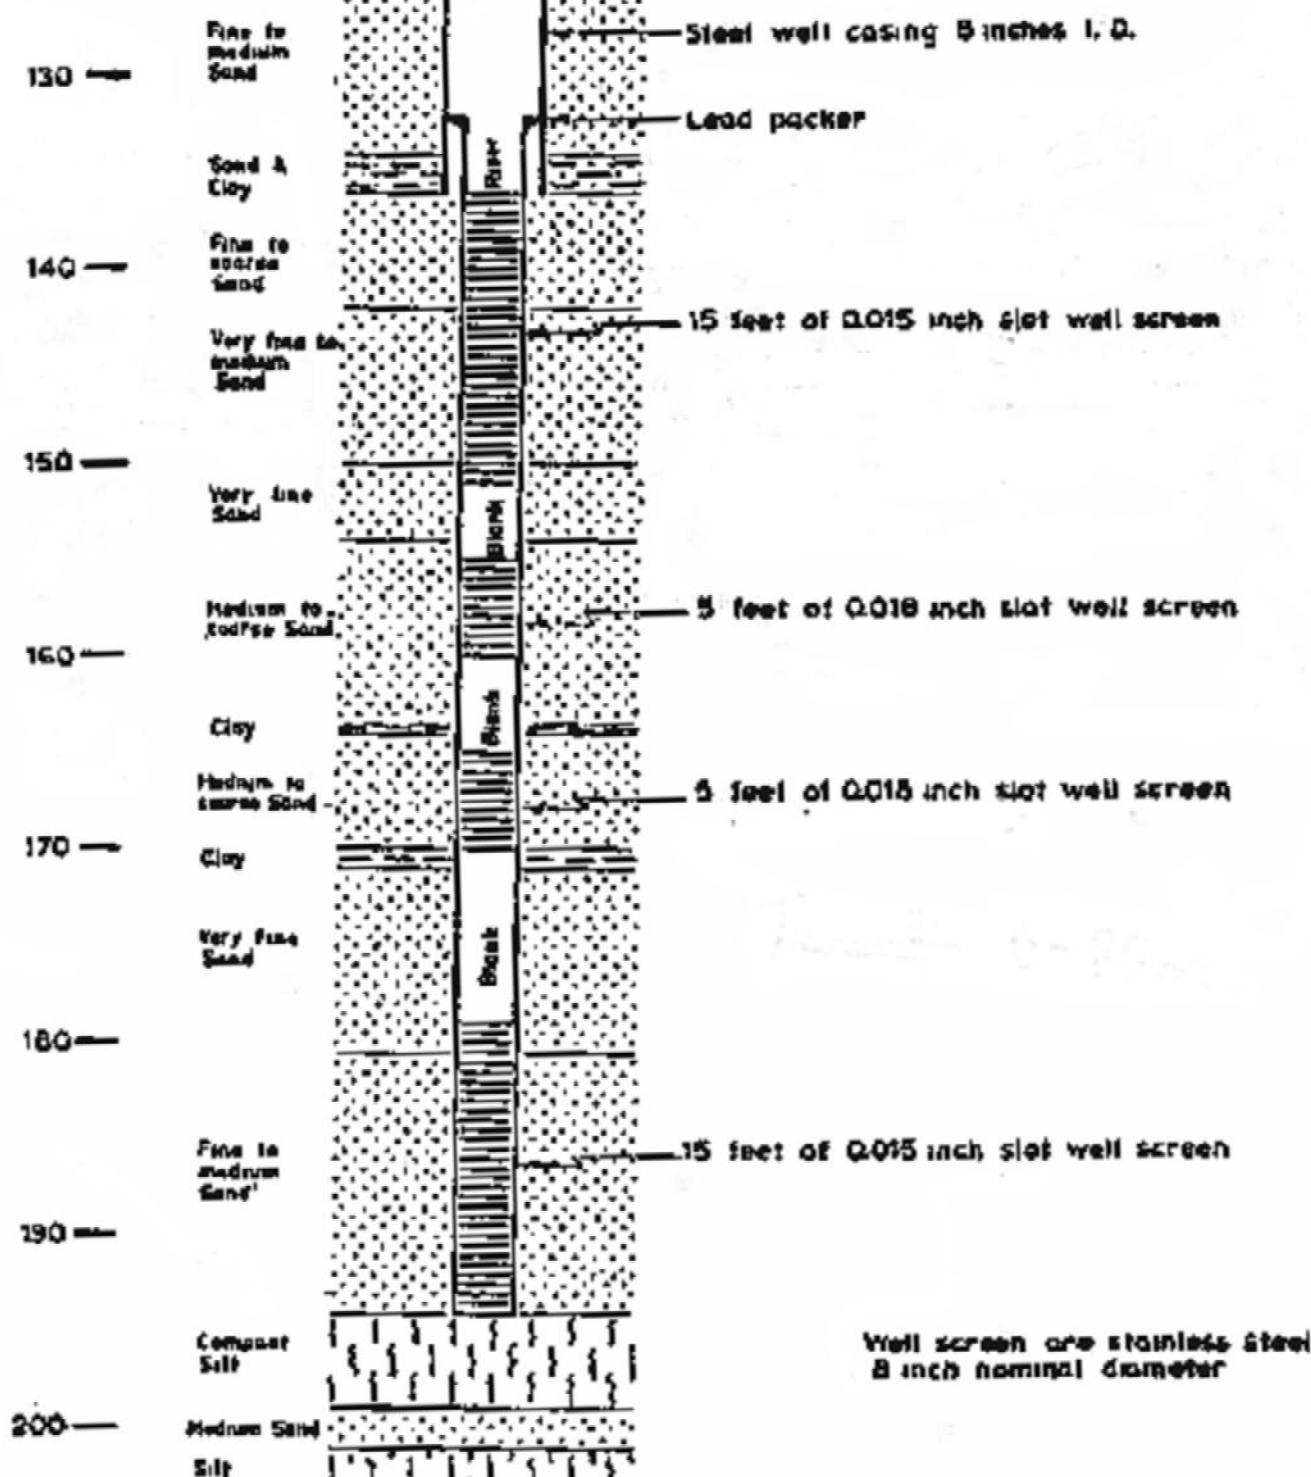 Fine to
medium
Sand
Steel well casing 8 inches I. D.
130
Lead packer
Riser
Sand &
Clay
Fine to
coarse
Sand
140
15 feet of 0.015 inch slot well screen
Very fine to
medium
Sand
150
Very fine
Sand
Blank
Medium to
coarse Sand
5 feet of 0.018 inch slot well screen
160
Blank
Clay
Medium to
coarse Sand
5 feet of 0.018 inch slot well screen
170
Clay
Very fine
Sand
Blank
180
Fine to
medium
Sand
15 feet of 0.015 inch slot well screen
190
Compact
Silt
Well screen are stainless steel
8 inch nominal diameter
200
Medium Sand
Silt